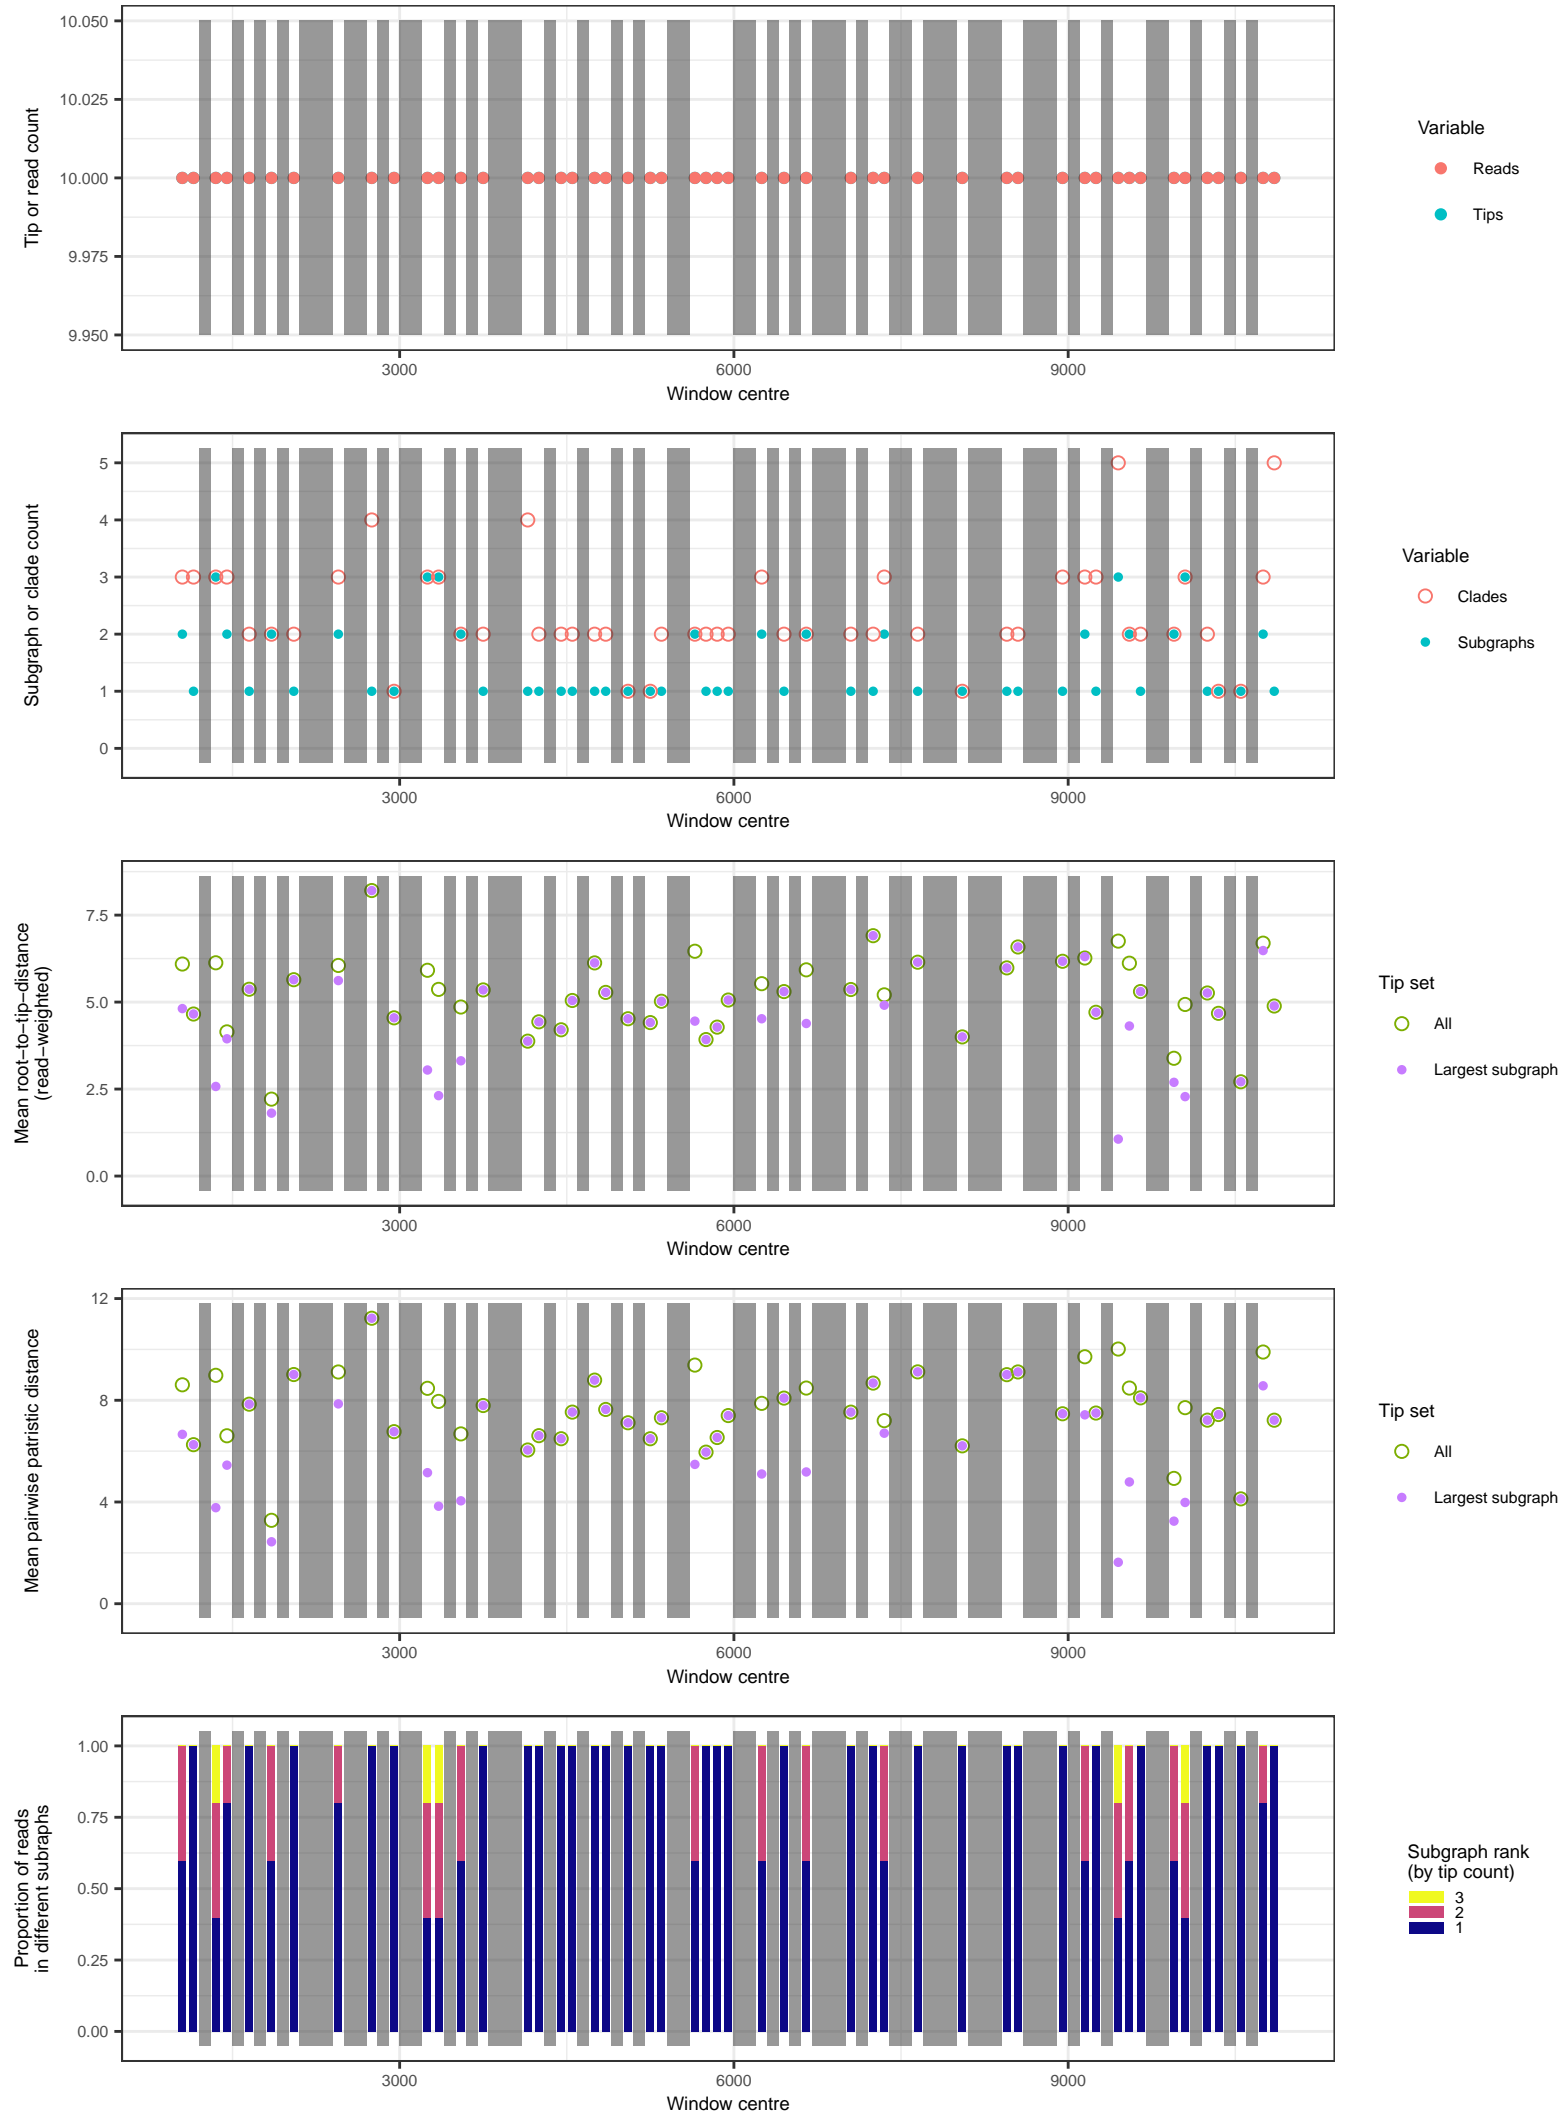 10.050
10.025
10.000
9.975
9.950
Tip or read count
3000
6000
9000
Window centre
Variable
Reads
Tips
5
4
3
2
1
0
Subgraph or clade count
3000
6000
9000
Window centre
Variable
Clades
Subgraphs
7.5
5.0
2.5
0.0
Mean root−to−tip−distance
(read−weighted)
3000
6000
9000
Window centre
Tip set
All
Largest subgraph
12
8
4
0
Mean pairwise patristic distance
3000
6000
9000
Window centre
Tip set
All
Largest subgraph
1.00
0.75
0.50
0.25
0.00
Proportion of reads
in different subraphs
3000
6000
9000
Window centre
Subgraph rank
(by tip count)
3
2
1